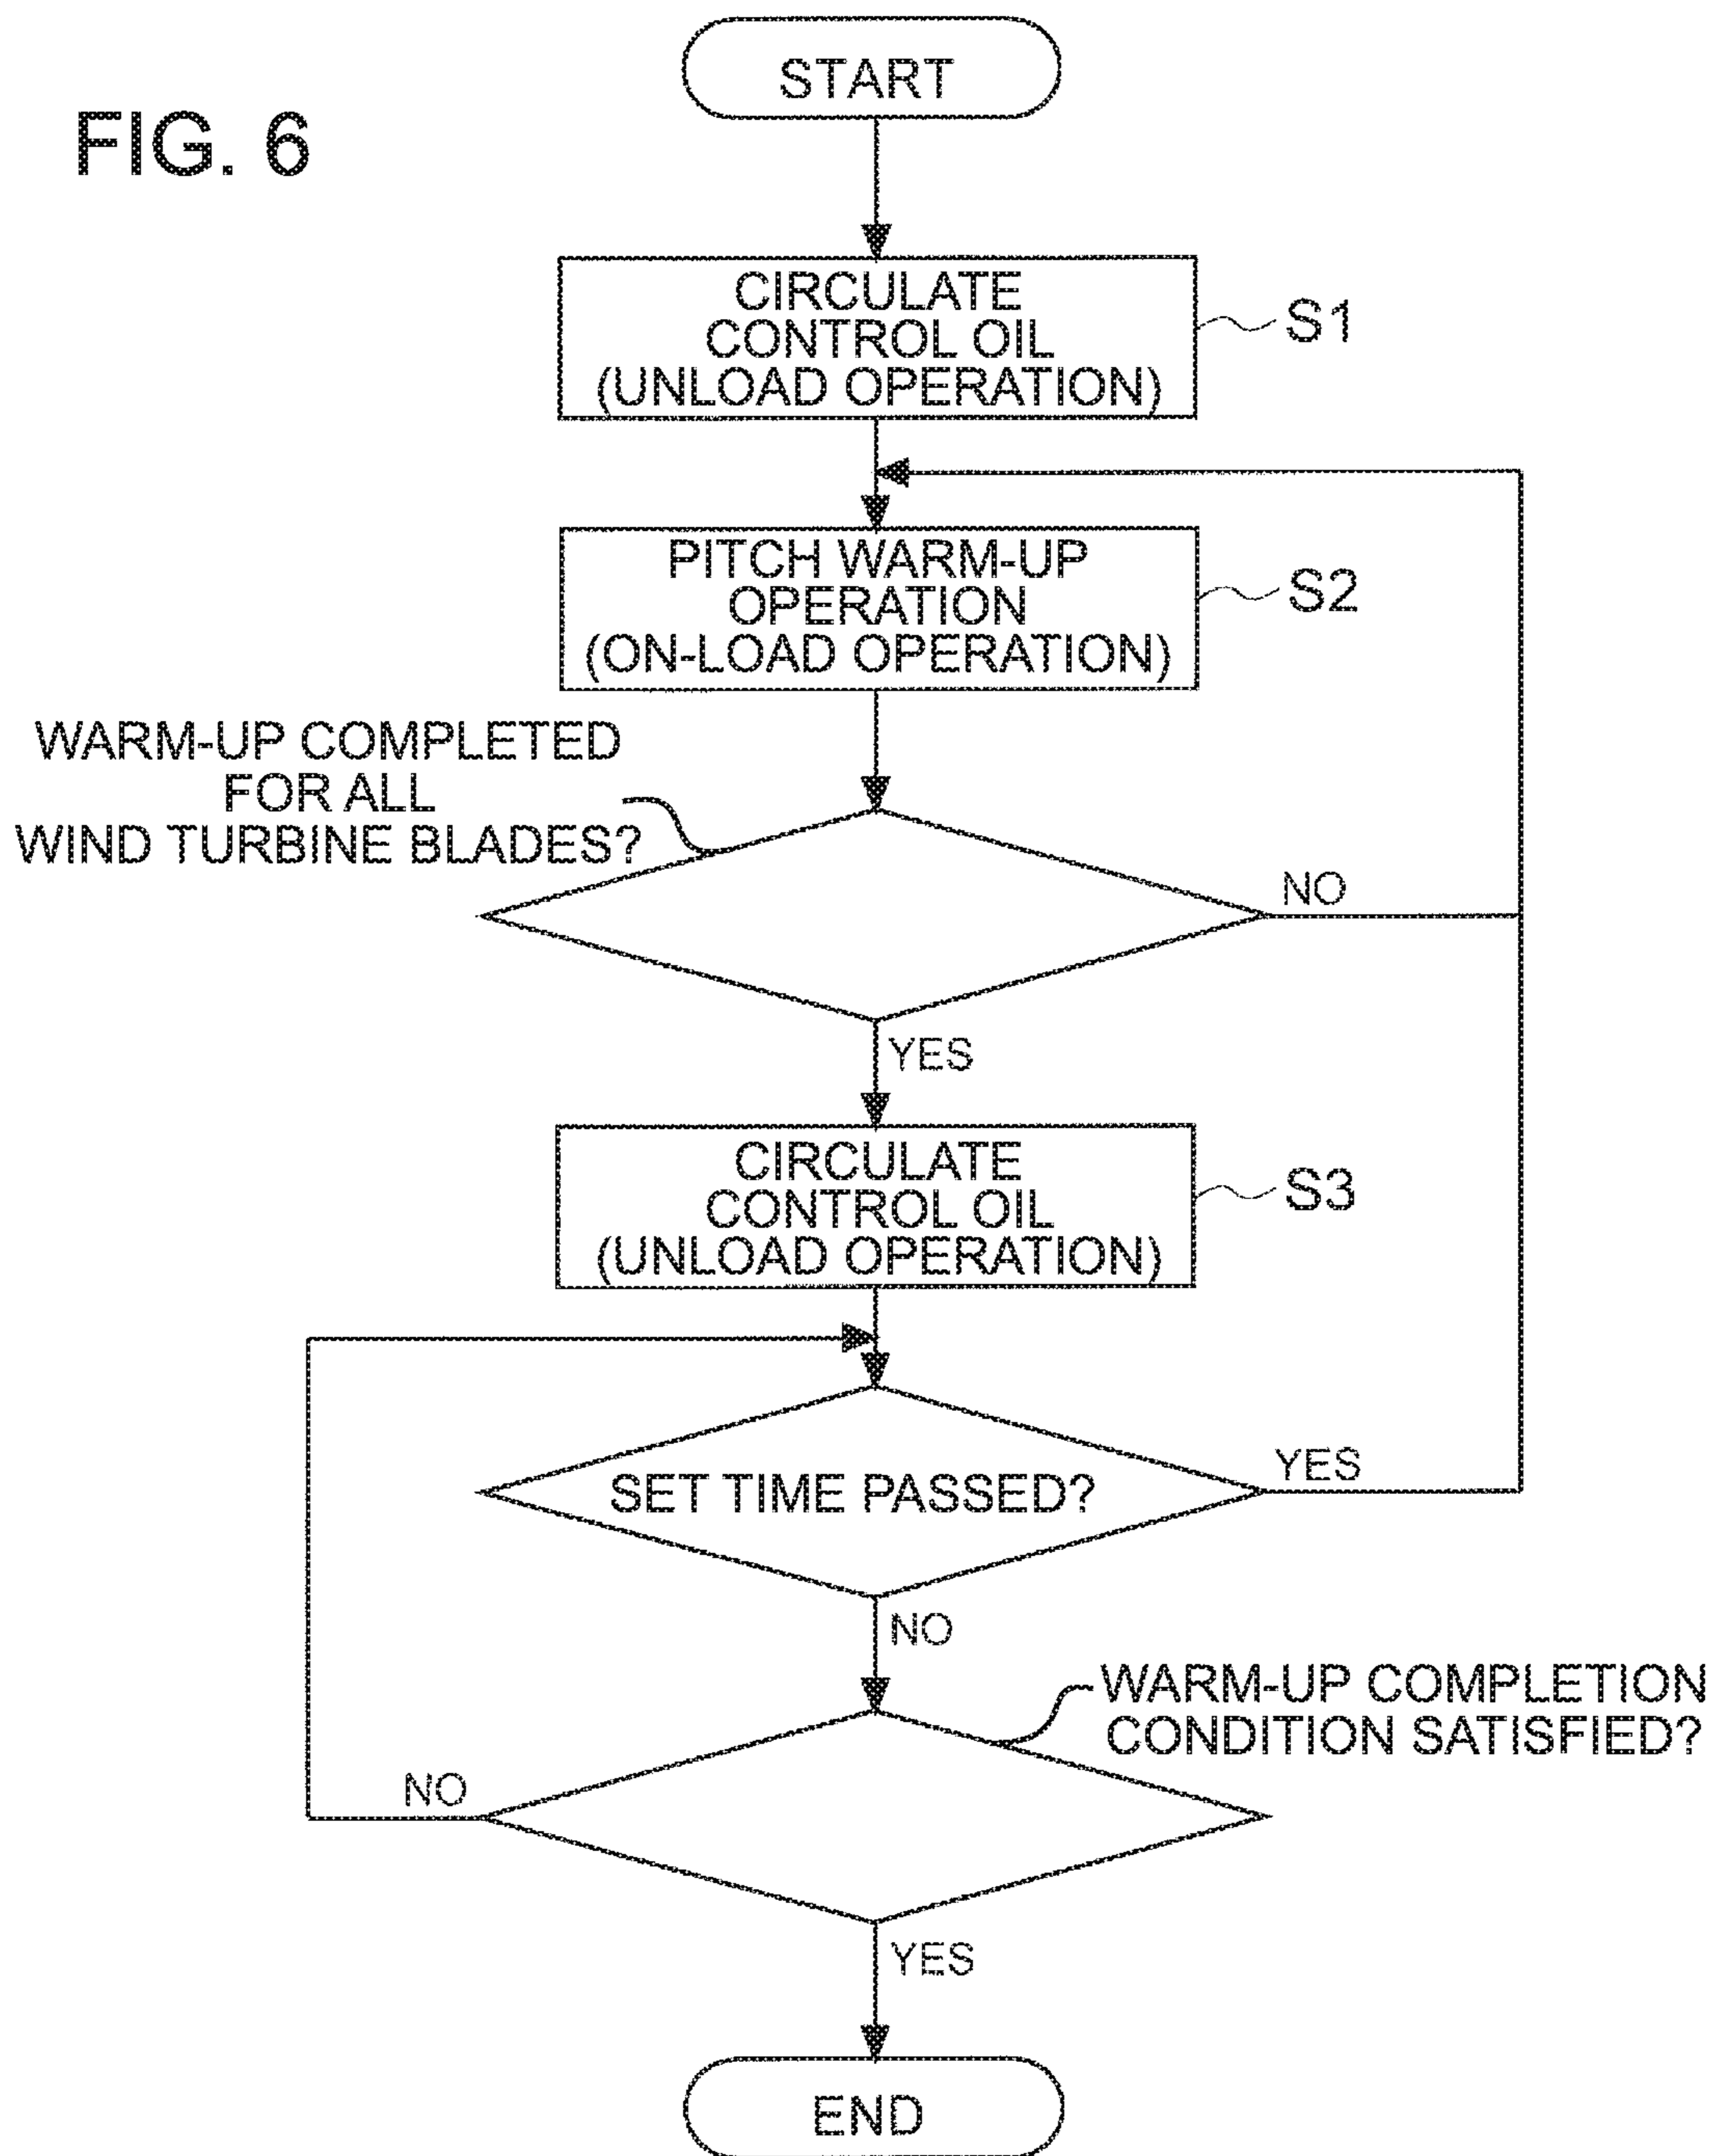 FIG. 6
START
CIRCULATE
CONTROL OIL
(UNLOAD OPERATION)
S1
PITCH WARM-UP
OPERATION
(ON-LOAD OPERATION)
S2
WARM-UP COMPLETED
FOR ALL
WIND TURBINE BLADES?
NO
YES
CIRCULATE
CONTROL OIL
(UNLOAD OPERATION)
S3
SET TIME PASSED?
YES
NO
WARM-UP COMPLETION
CONDITION SATISFIED?
NO
YES
END